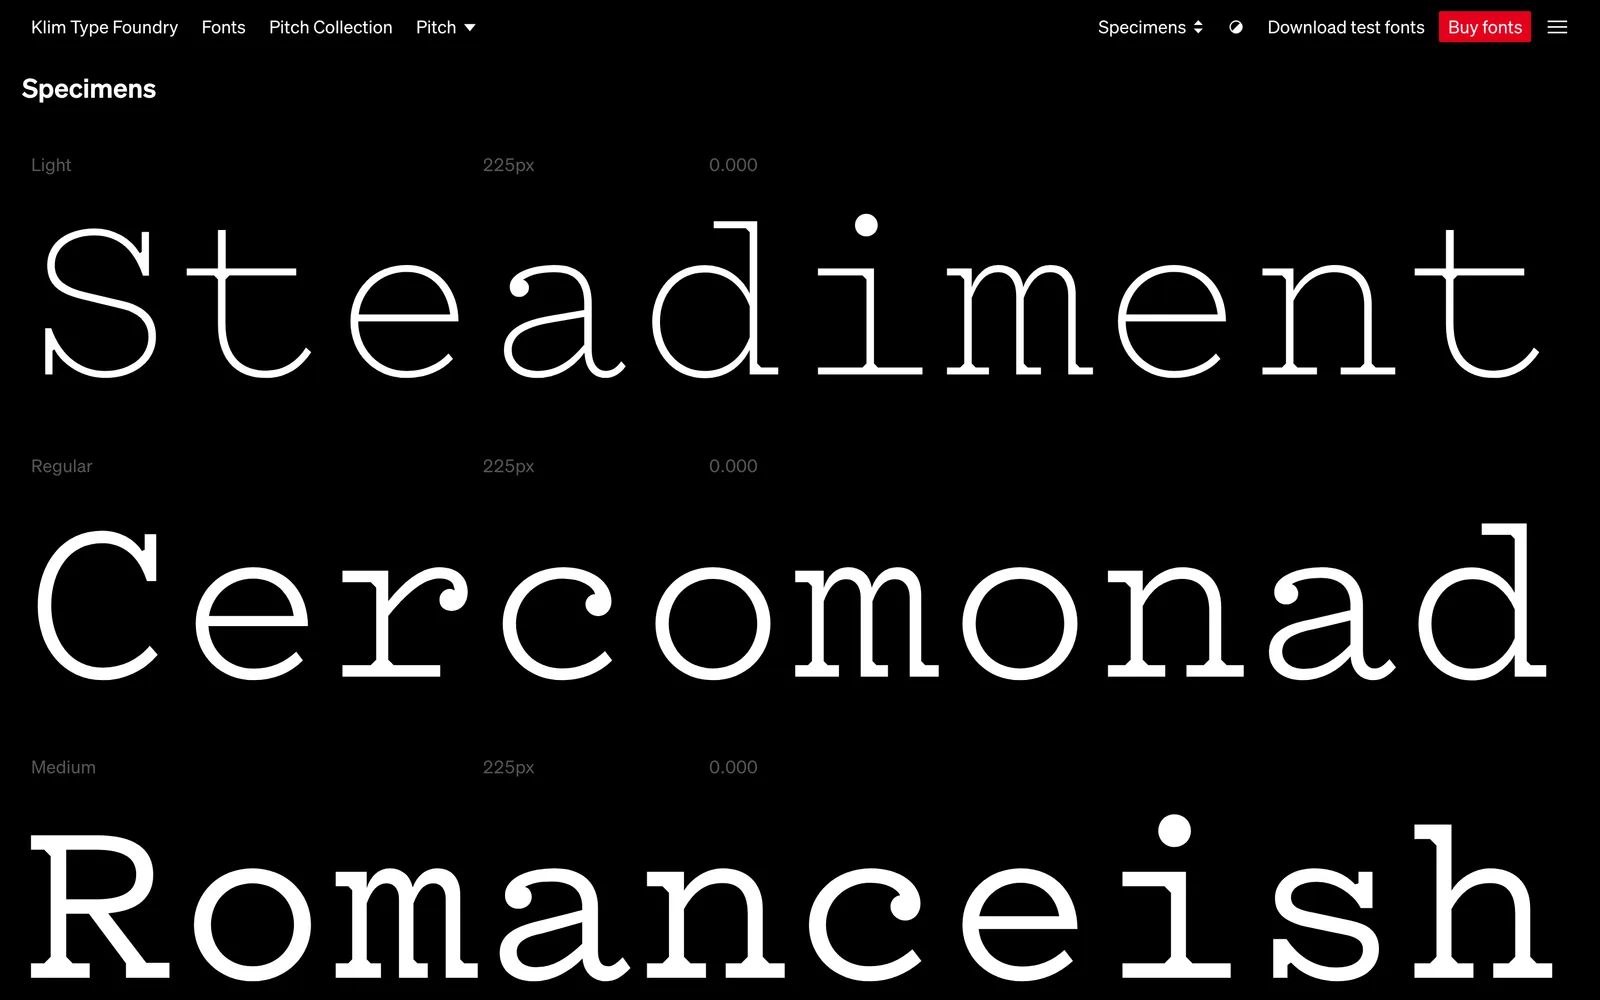 Klim Type Foundry Fonts Pitch Collection Pitch Specimens Download test fonts Buy fonts
Specimens
Light 225px 0.000
Steadiment
Regular 225px 0.000
Cercomonad
Medium 225px 0.000
Romanceish